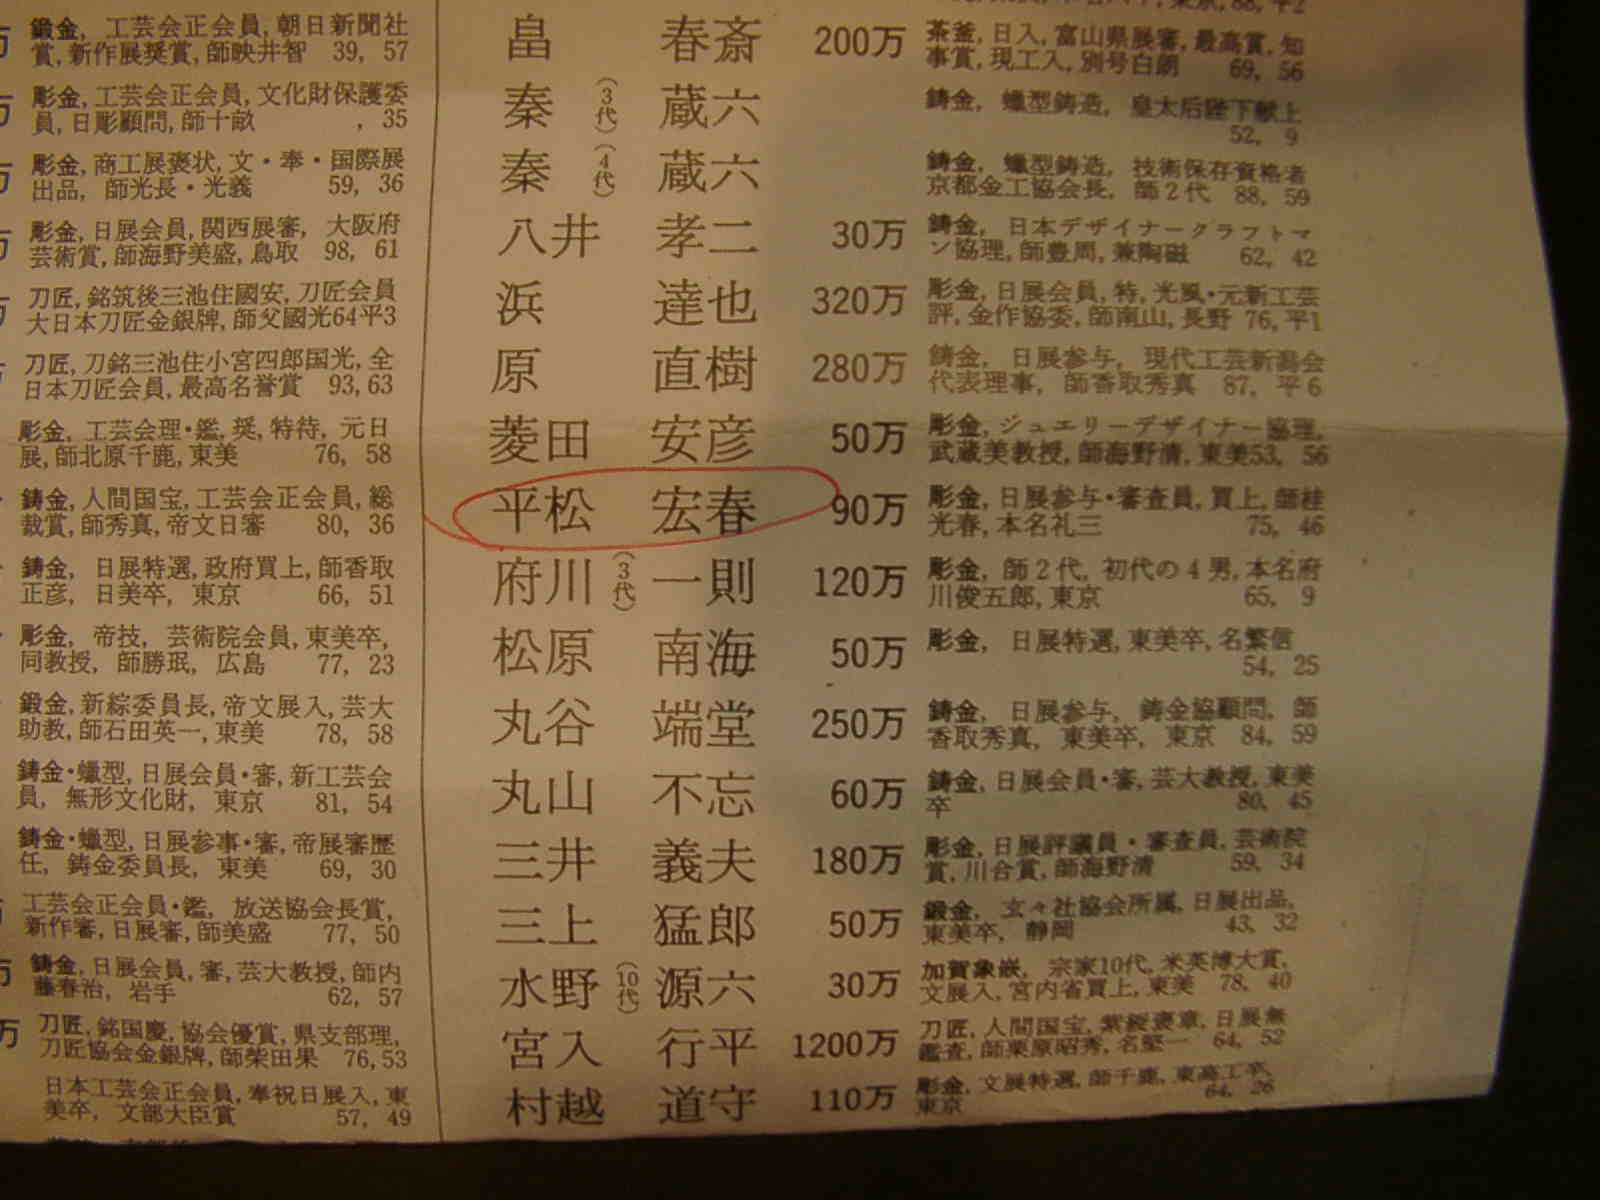 鍛金, 工芸会正会員, 朝日新聞社
賞, 新作展奨賞, 師映井智 39, 57
彫金, 工芸会正会員, 文化財保護委
員, 日彫顧問, 師十畝 , 35
彫金, 商工展褒状, 文・奉・国際展
出品, 師光長・光義 59, 36
彫金, 日展会員, 関西展審, 大阪府
芸術賞, 師海野美盛, 鳥取 98, 61
刀匠, 銘筑後三池住國安, 刀匠会員
大日本刀匠金銀牌, 師父國光64平3
刀匠, 刀銘三池住小宮四郎国光, 全
日本刀匠会員, 最高名誉賞 93, 63
彫金, 工芸会理・鑑, 奨, 特待, 元日
展, 師北原千鹿, 東美 76, 58
鋳金, 人間国宝, 工芸会正会員, 総
裁賞, 師秀真, 帝文日審 80, 36
鋳金, 日展特選, 政府買上, 師香取
正彦, 日美卒, 東京 66, 51
彫金, 帝技, 芸術院会員, 東美卒,
同教授, 師勝珉, 広島 77, 23
鍛金, 新綜委員長, 帝文展入, 芸大
助教, 師石田英一, 東美 78, 58
鋳金・蠟型, 日展会員・審, 新工芸会
員, 無形文化財, 東京 81, 54
鋳金・蠟型, 日展参事・審, 帝展審歴
任, 鋳金委員長, 東美 69, 30
工芸会正会員・鑑, 放送協会長賞,
新作審, 日展審, 師美盛 77, 50
鋳金, 日展会員, 審, 芸大教授, 師内
藤春治, 岩手 62, 57
刀匠, 銘国慶, 協会優賞, 県支部理,
刀匠協会金銀牌, 師柴田果 76, 53
日本工芸会正会員, 奉祝日展入, 東
美卒, 文部大臣賞 57, 49
畠 春斎 200万 茶釜, 日入, 富山県展審, 最高賞, 知
事賞, 現工入, 別号白朗 69, 56
秦 (3代) 蔵六 鋳金, 蠟型鋳造, 皇太后陛下献上
52, 9
秦 (4代) 蔵六 鋳金, 蠟型鋳造, 技術保存資格者
京都金工協会長, 師2代 88, 59
八井 孝二 30万 鋳金, 日本デザイナークラフトマ
ン協理, 師豊周, 兼陶磁 62, 42
浜 達也 320万 彫金, 日展会員, 特, 光風・元新工芸
評, 金作協委, 師南山, 長野 76, 平1
原 直樹 280万 鋳金, 日展参与, 現代工芸新潟会
代表理事, 師香取秀真 87, 平6
菱田 安彦 50万 彫金, ジュエリーデザイナー協理,
武蔵美教授, 師海野清, 東美53, 56
平松 宏春 90万 彫金, 日展参与・審査員, 買上, 師桂
光春, 本名礼三 75, 46
府川 (3代) 一則 120万 彫金, 師2代, 初代の4男, 本名府
川俊五郎, 東京 65, 9
松原 南海 50万 彫金, 日展特選, 東美卒, 名繁信
54, 25
丸谷 端堂 250万 鋳金, 日展参与, 鋳金協顧問, 師
香取秀真, 東美卒, 東京 84, 59
丸山 不忘 60万 鋳金, 日展会員・審, 芸大教授, 東美
卒 80, 45
三井 義夫 180万 彫金, 日展評議員・審査員, 芸術院
賞, 川合賞, 師海野清 59, 34
三上 猛郎 50万 鍛金, 玄々社協会所属, 日展出品,
東美卒, 静岡 43, 32
水野 (10代) 源六 30万 加賀象嵌, 宗家10代, 米英博大賞,
文展入, 宮内省買上, 東美 78, 40
宮入 行平 1200万 刀匠, 人間国宝, 紫綬褒章, 日展無
鑑査, 師栗原昭秀, 名堅一 64, 52
村越 道守 110万 彫金, 文展特選, 師千鹿, 東高工卒,
東京 64, 26